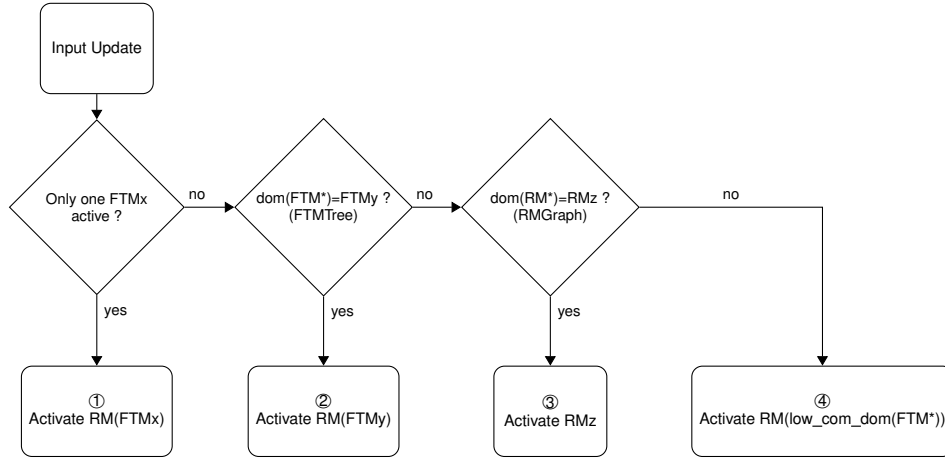 Input Update
Only one FTMx
active ?
no
dom(FTM*)=FTMy ?
(FTMTree)
no
dom(RM*)=RMz ?
(RMGraph)
no
yes
yes
yes
①
Activate RM(FTMx)
②
Activate RM(FTMy)
③
Activate RMz
④
Activate RM(low_com_dom(FTM*))